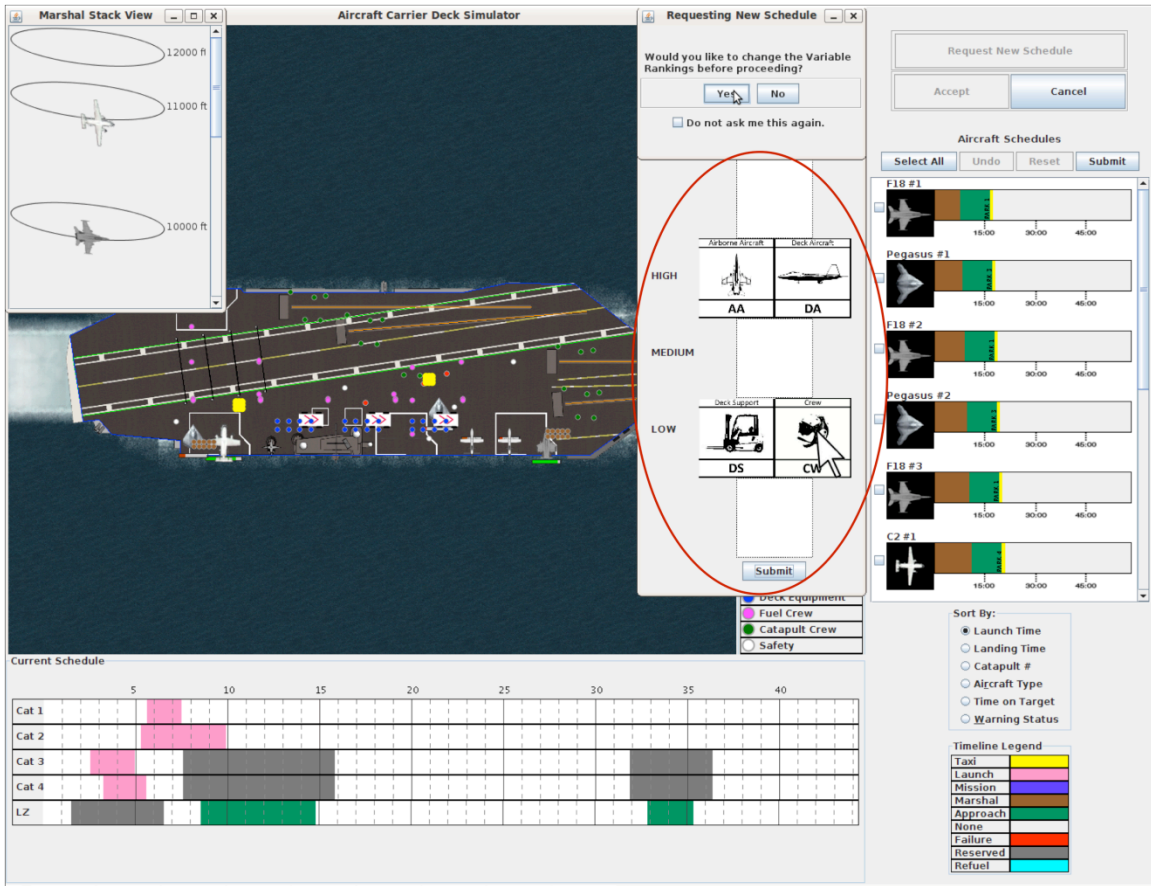 Marshal Stack View
12000 ft
11000 ft
10000 ft
Aircraft Carrier Deck Simulator
Requesting New Schedule
Would you like to change the Variable
Rankings before proceeding?
Yes
No
Do not ask me this again.
HIGH
Airborne Aircraft
Deck Aircraft
AA
DA
MEDIUM
LOW
Deck Support
Crew
DS
CW
Submit
Deck Equipment
Fuel Crew
Catapult Crew
Safety
Request New Schedule
Accept
Cancel
Aircraft Schedules
Select All
Undo
Reset
Submit
F18 #1
15:00 30:00 45:00
Pegasus #1
15:00 30:00 45:00
F18 #2
15:00 30:00 45:00
Pegasus #2
15:00 30:00 45:00
F18 #3
15:00 30:00 45:00
C2 #1
15:00 30:00 45:00
Sort By:
Launch Time
Landing Time
Catapult #
Aircraft Type
Time on Target
Warning Status
Timeline Legend
Taxi
Launch
Mission
Marshal
Approach
None
Failure
Reserved
Refuel
Current Schedule
5 10 15 20 25 30 35 40
Cat 1
Cat 2
Cat 3
Cat 4
LZ